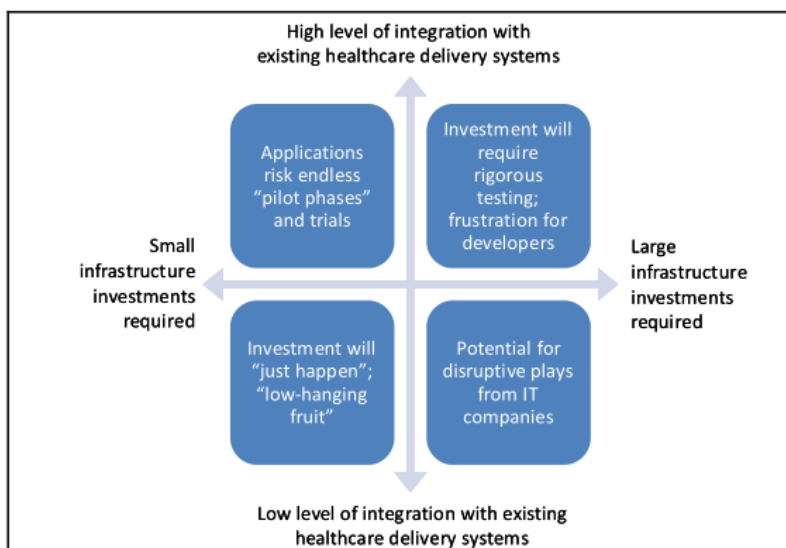 High level of integration with
existing healthcare delivery systems
Applications
risk endless
“pilot phases”
and trials
Investment will
require
rigorous
testing;
frustration for
developers
Small
infrastructure
investments
required
Large
infrastructure
investments
required
Investment will
“just happen”;
“low-hanging
fruit”
Potential for
disruptive plays
from IT
companies
Low level of integration with existing
healthcare delivery systems